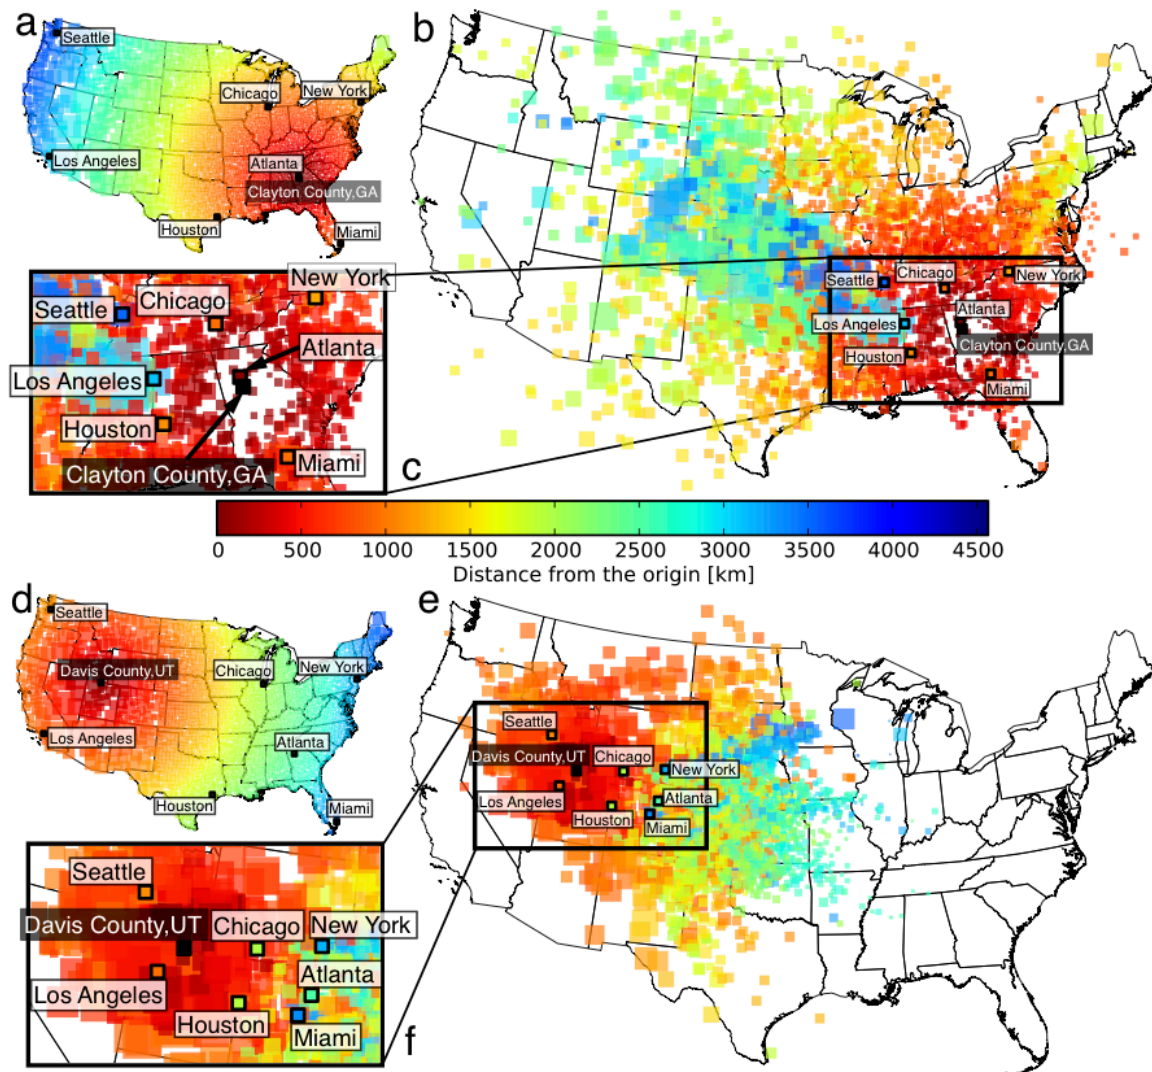 a
Seattle
Chicago
New York
Los Angeles
Atlanta
Clayton County,GA
Houston
Miami
b
Seattle
Chicago
New York
Atlanta
Los Angeles
Clayton County,GA
Houston
Miami
New York
Seattle
Chicago
Atlanta
Los Angeles
Houston
Miami
Clayton County,GA
c
0 500 1000 1500 2000 2500 3000 3500 4000 4500
Distance from the origin [km]
d
Seattle
Davis County,UT
Chicago
New York
Los Angeles
Atlanta
Houston
Miami
e
Seattle
Davis County,UT
Chicago
New York
Los Angeles
Atlanta
Houston
Miami
Seattle
Davis County,UT
Chicago
New York
Los Angeles
Atlanta
Houston
Miami
f